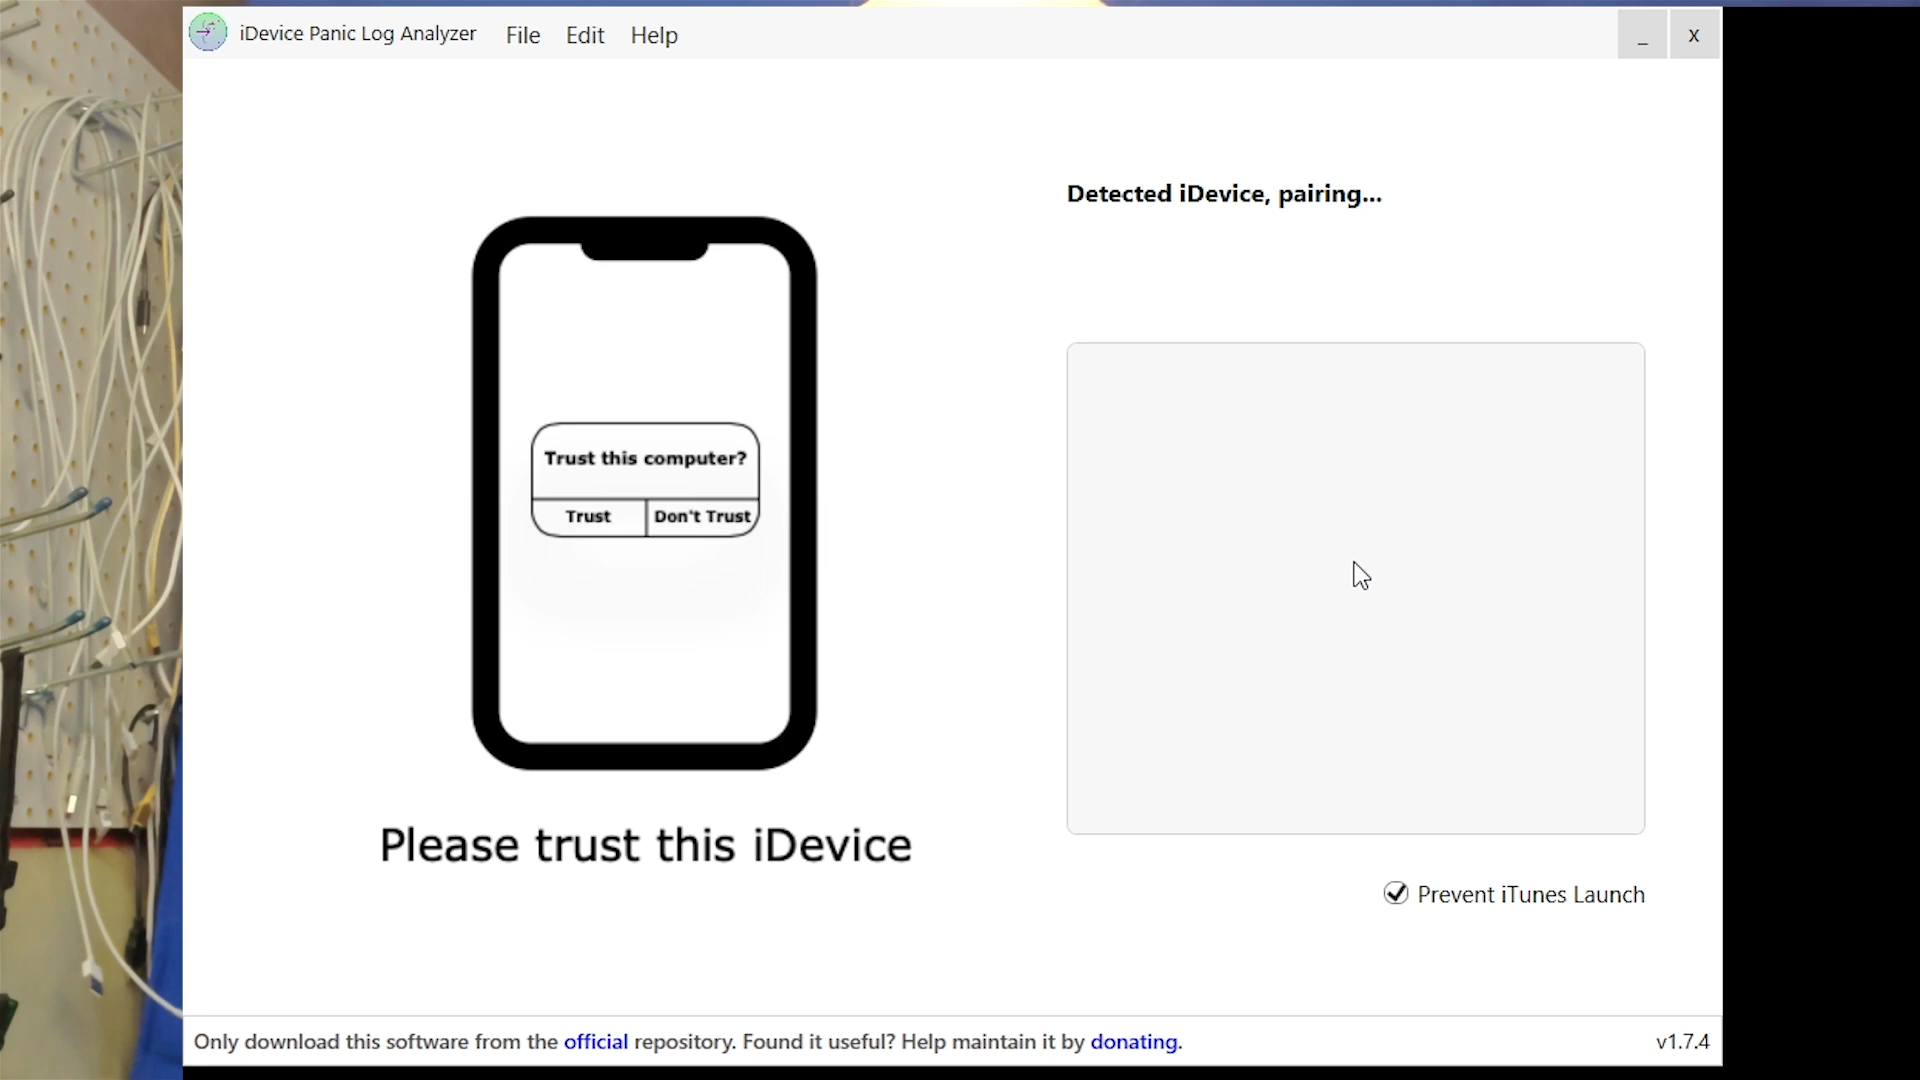 iDevice Panic Log Analyzer File Edit Help _ x
Detected iDevice, pairing...
Trust this computer?
Trust Don't Trust
Please trust this iDevice
Prevent iTunes Launch
Only download this software from the official repository. Found it useful? Help maintain it by donating. v1.7.4